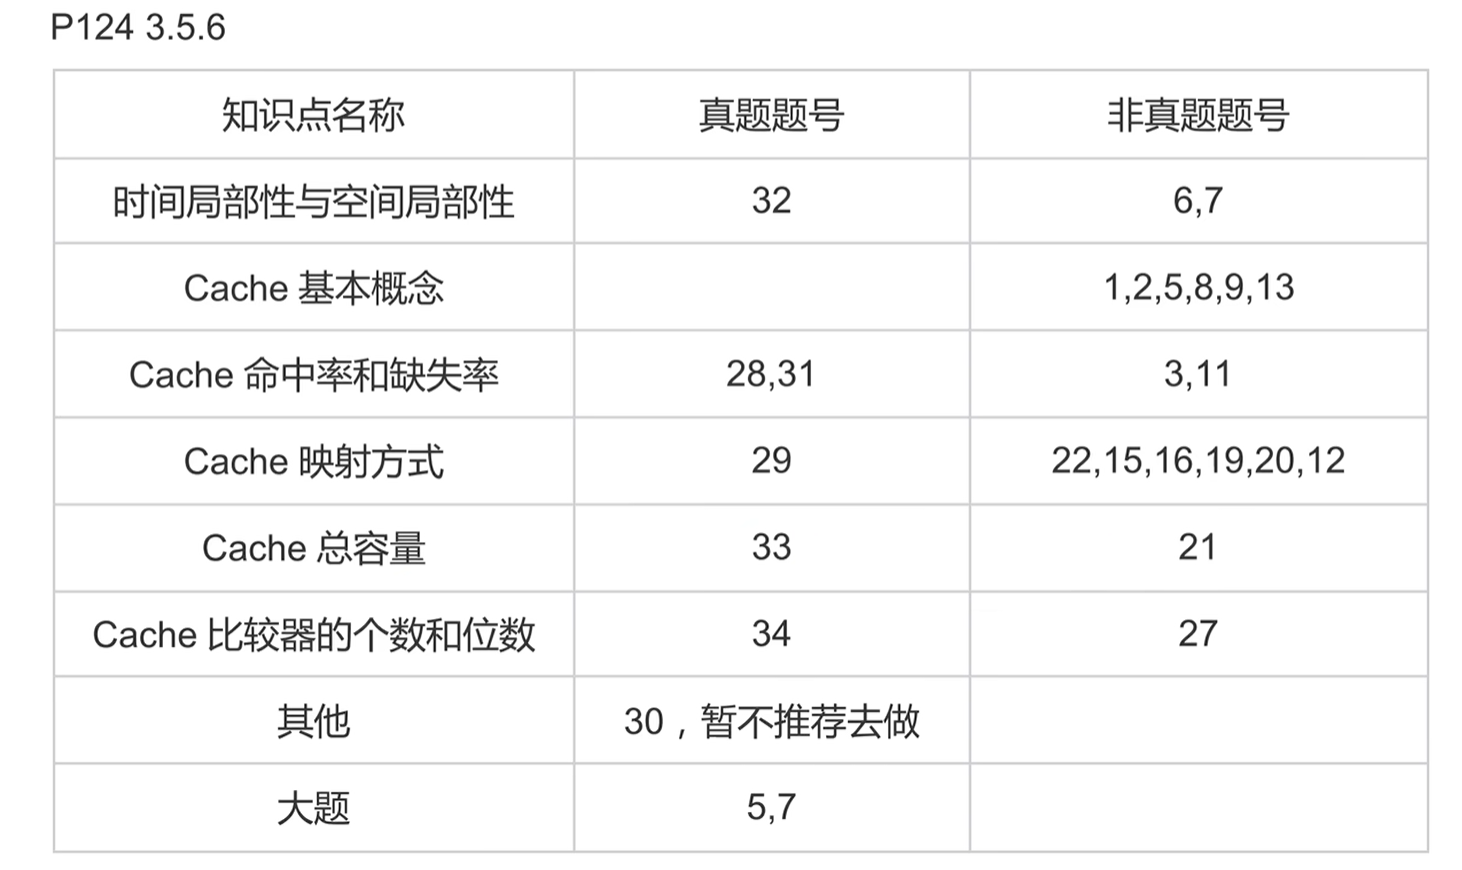 P124 3.5.6
知识点名称 真题题号 非真题题号
时间局部性与空间局部性 32 6,7
Cache 基本概念 1,2,5,8,9,13
Cache 命中率和缺失率 28,31 3,11
Cache 映射方式 29 22,15,16,19,20,12
Cache 总容量 33 21
Cache 比较器的个数和位数 34 27
其他 30，暂不推荐去做
大题 5,7